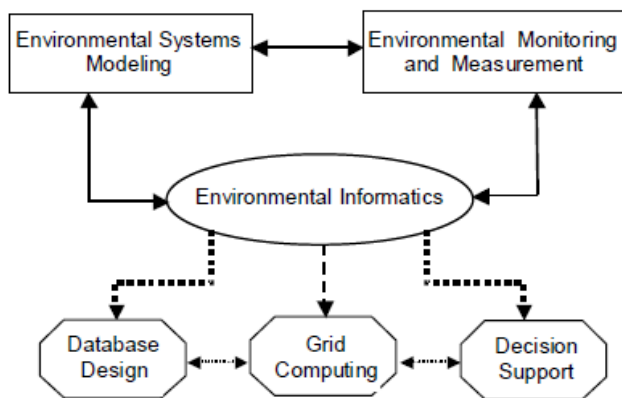 Environmental Systems
Modeling
Environmental Monitoring
and Measurement
Environmental Informatics
Database
Design
Grid
Computing
Decision
Support